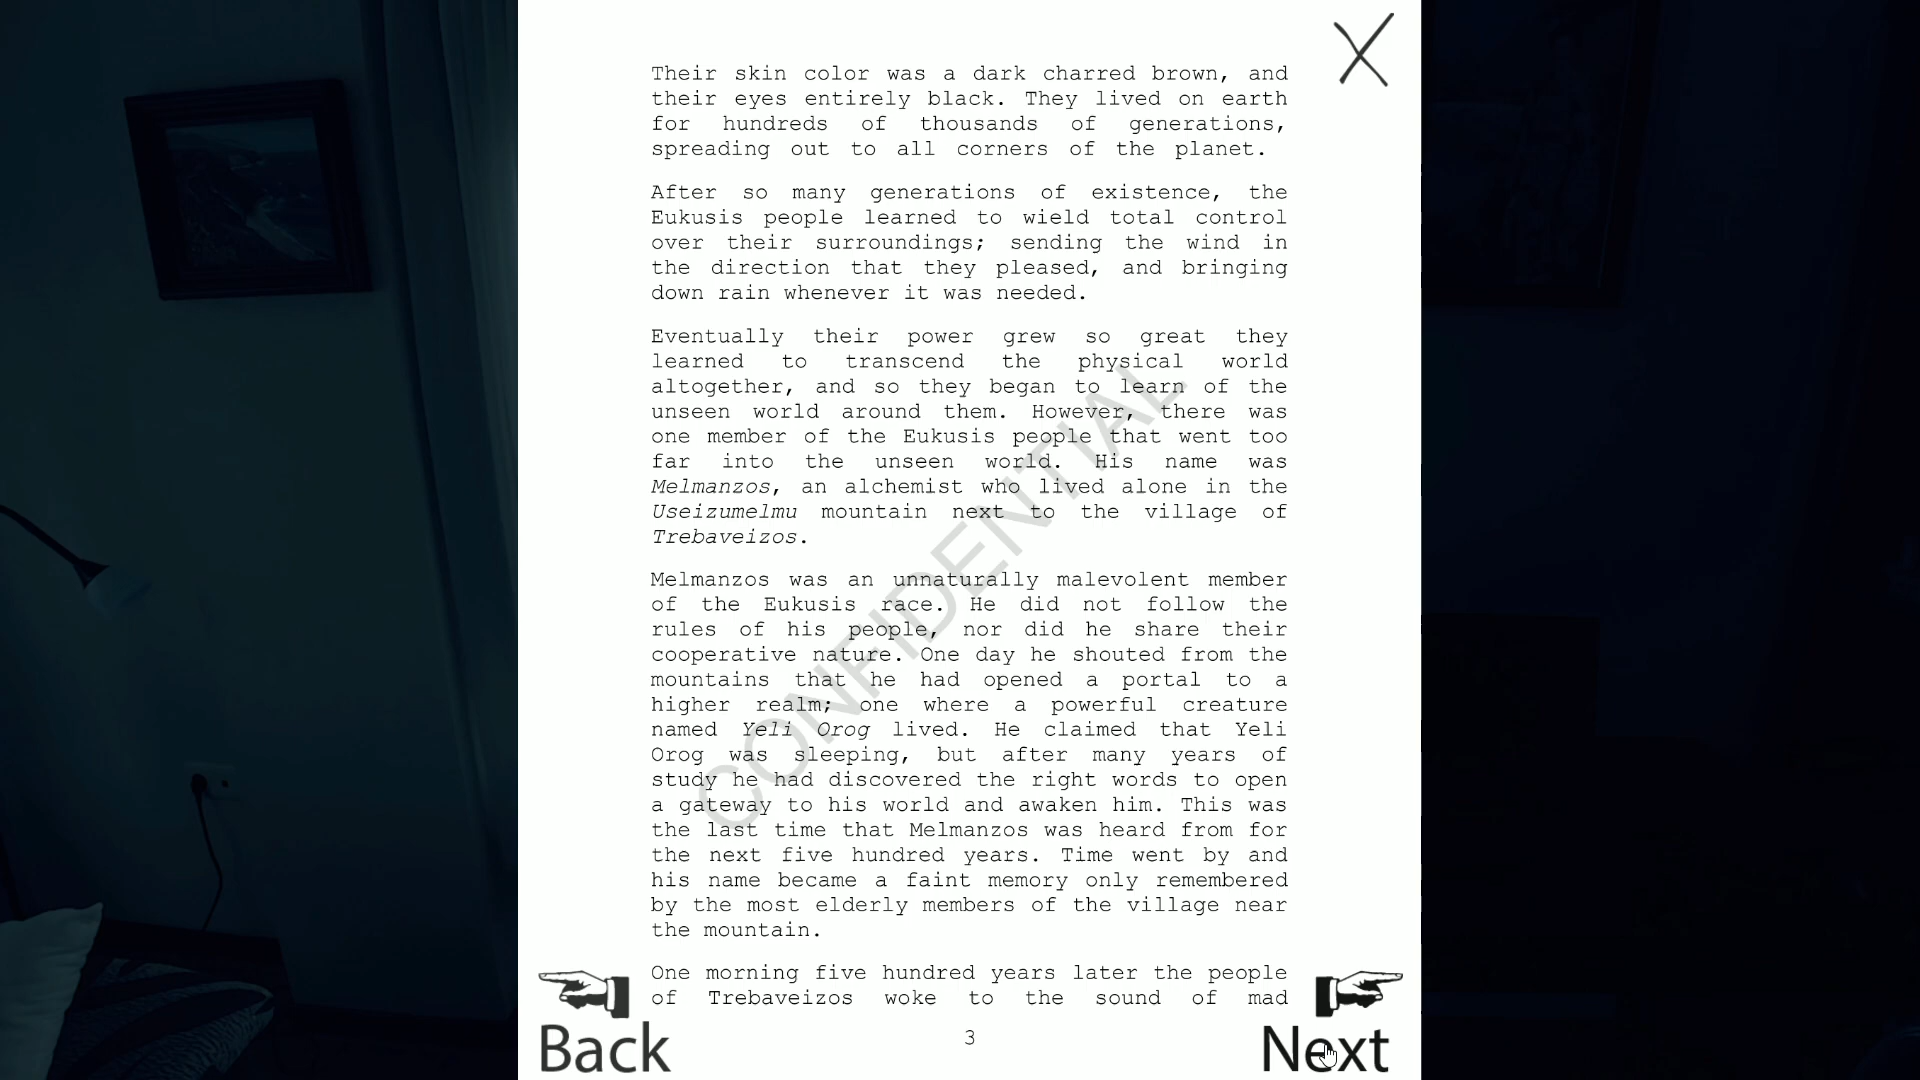 Their skin color was a dark charred brown, and
their eyes entirely black. They lived on earth
for hundreds of thousands of generations,
spreading out to all corners of the planet.
After so many generations of existence, the
Eukusis people learned to wield total control
over their surroundings; sending the wind in
the direction that they pleased, and bringing
down rain whenever it was needed.
Eventually their power grew so great they
learned to transcend the physical world
altogether, and so they began to learn of the
unseen world around them. However, there was
one member of the Eukusis people that went too
far into the unseen world. His name was
Melmanzos, an alchemist who lived alone in the
Useizumelmu mountain next to the village of
Trebaveizos.
Melmanzos was an unnaturally malevolent member
of the Eukusis race. He did not follow the
rules of his people, nor did he share their
cooperative nature. One day he shouted from the
mountains that he had opened a portal to a
higher realm; one where a powerful creature
named Yeli Orog lived. He claimed that Yeli
Orog was sleeping, but after many years of
study he had discovered the right words to open
a gateway to his world and awaken him. This was
the last time that Melmanzos was heard from for
the next five hundred years. Time went by and
his name became a faint memory only remembered
by the most elderly members of the village near
the mountain.
One morning five hundred years later the people
of Trebaveizos woke to the sound of mad
CONFIDENTIAL
Back
3
Next